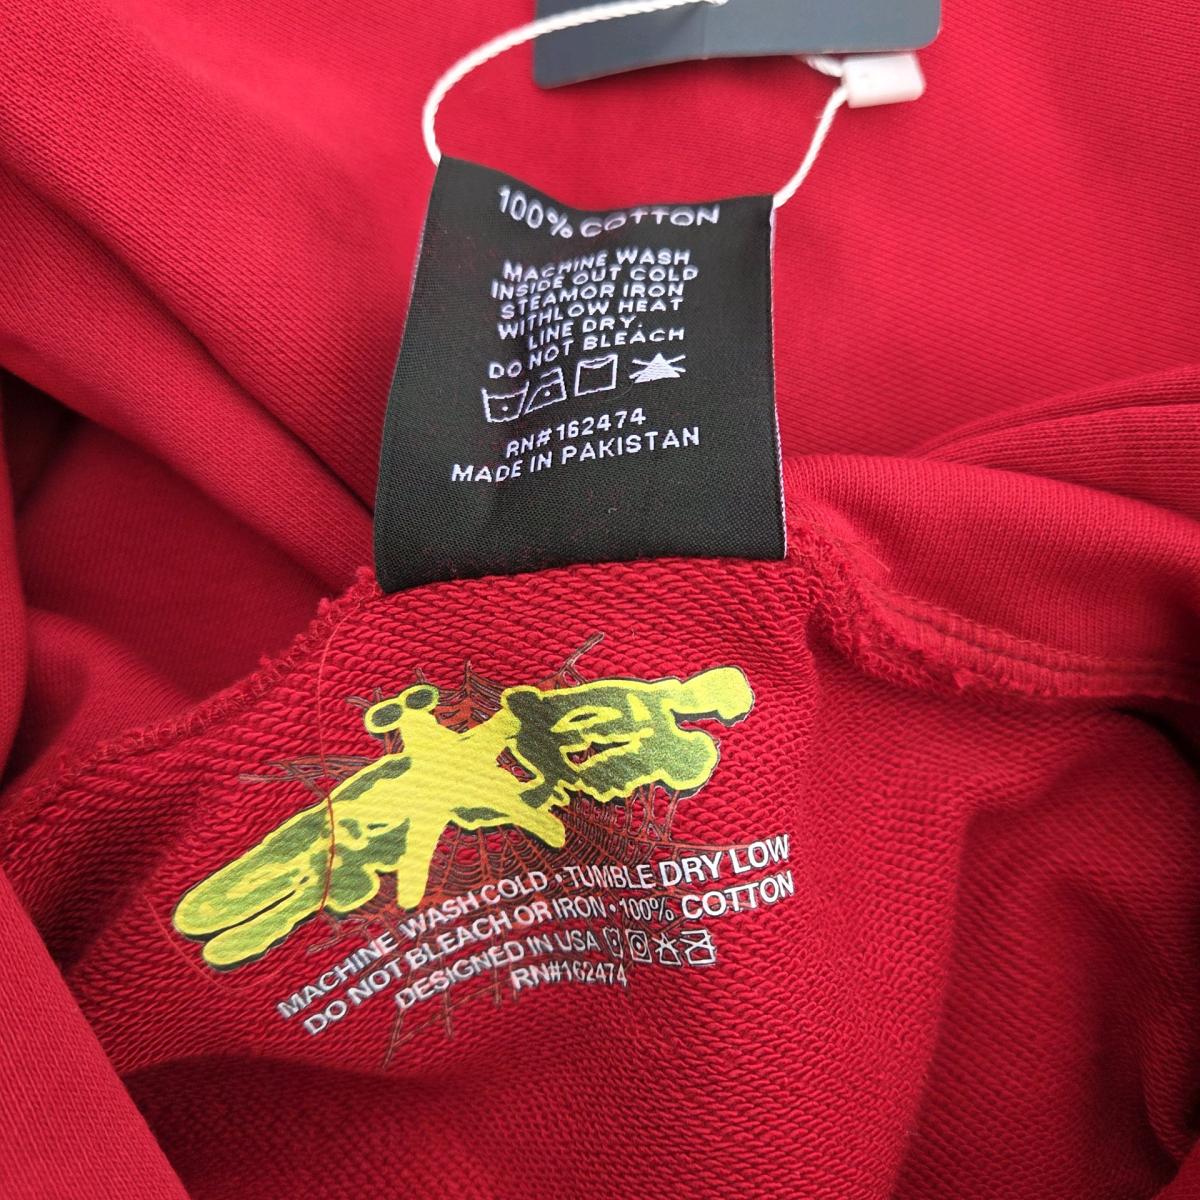 100% COTTON
MACHINE WASH
INSIDE OUT COLD
STEAMOR IRON
WITHLOW HEAT
LINE DRY.
DO NOT BLEACH
RN#162474
MADE IN PAKISTAN
MACHINE WASH COLD • TUMBLE DRY LOW
DO NOT BLEACH OR IRON • 100% COTTON
DESIGNED IN USA
RN#162474